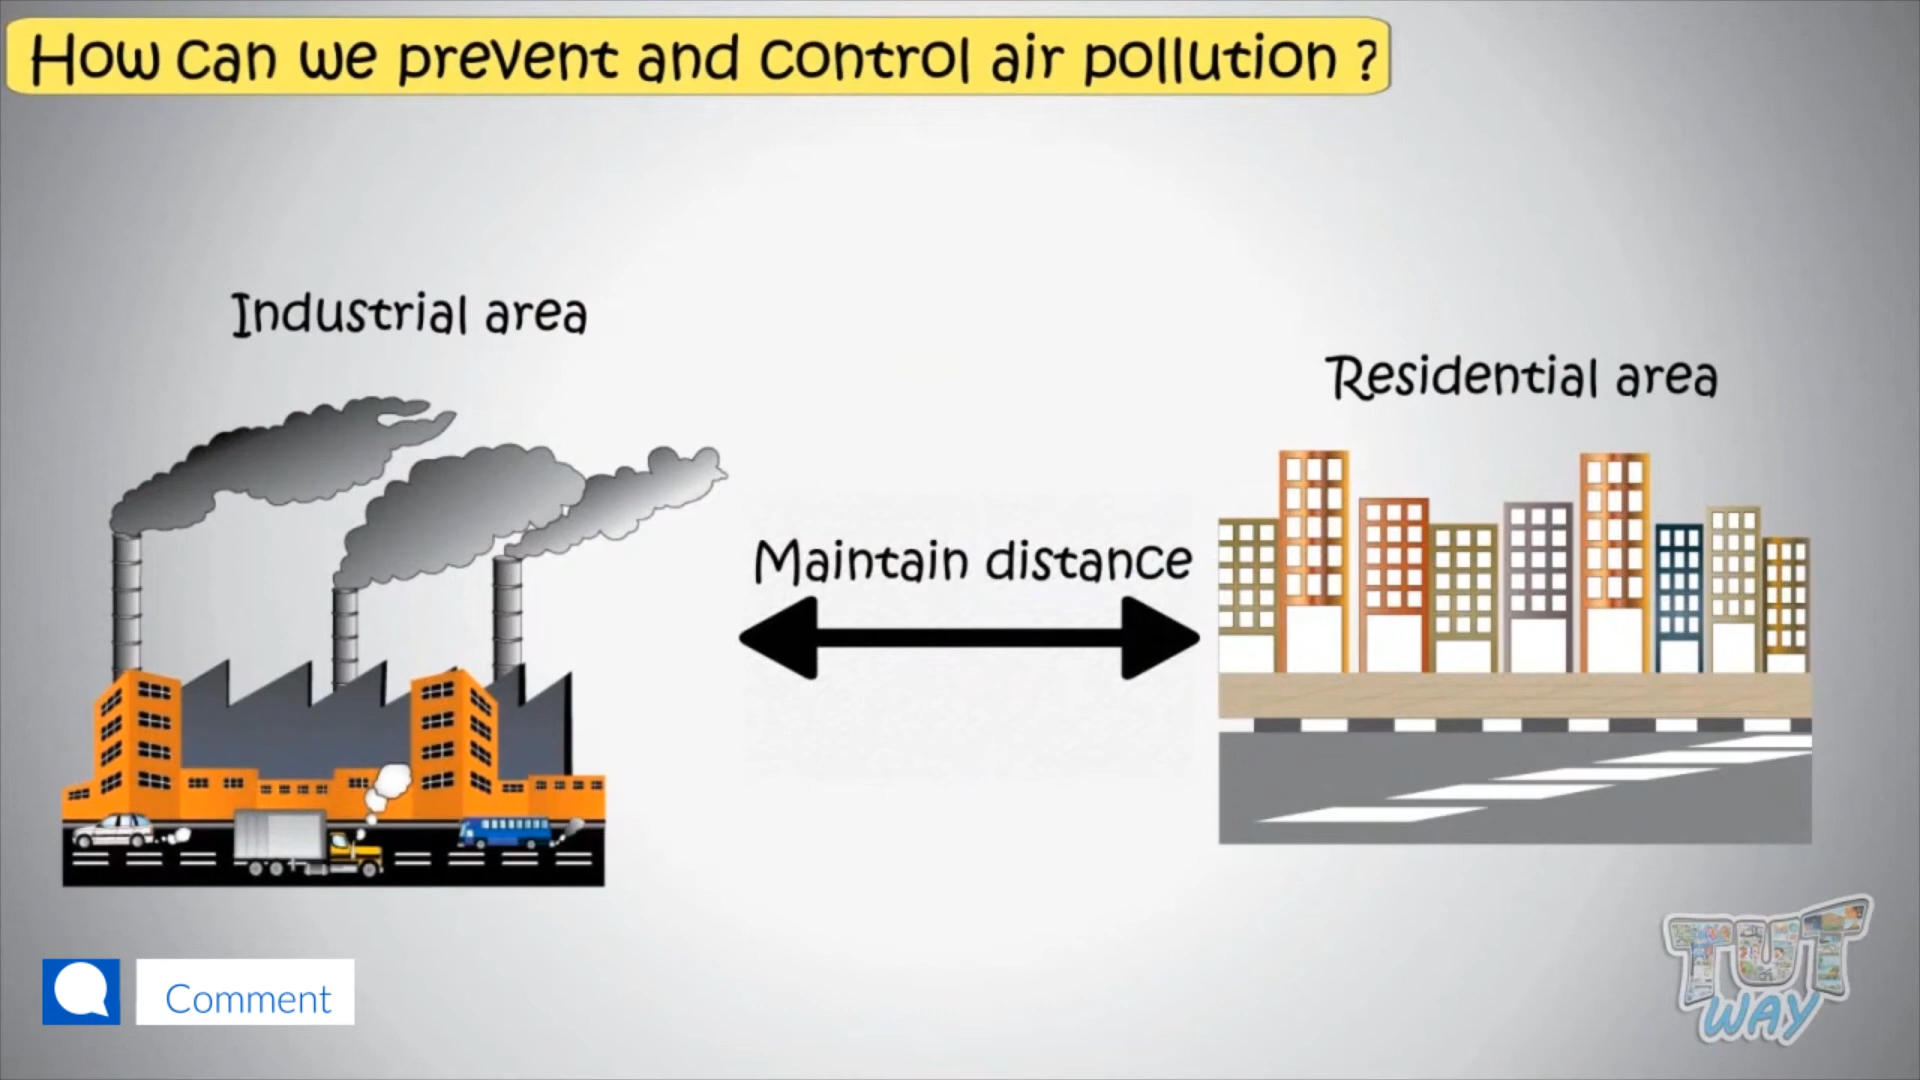 How can we prevent and control air pollution ?
Industrial area
Residential area
Maintain distance
Comment
TUT
WAY